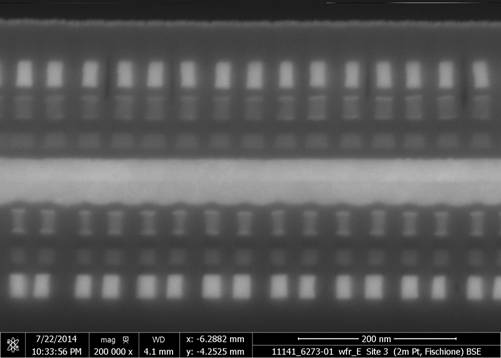 7/22/2014 mag WD x: -6.2882 mm 200 nm
10:33:56 PM 200 000 x 4.1 mm y: -4.2525 mm 11141_6273-01 wfr_E Site 3 (2m Pt, Fischione) BSE